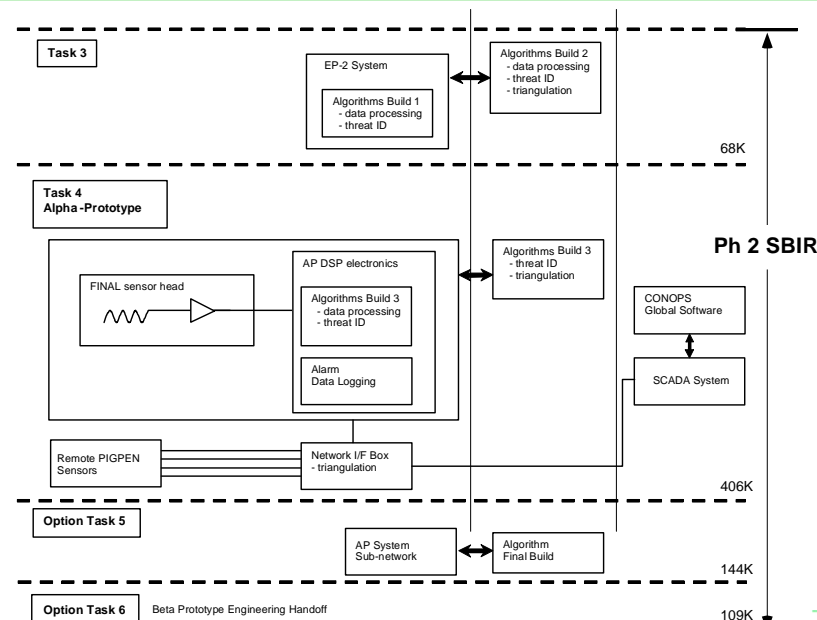 Task 3
EP-2 System
Algorithms Build 1
- data processing
- threat ID
Algorithms Build 2
- data processing
- threat ID
- triangulation
68K
Task 4
Alpha-Prototype
Ph 2 SBIR
FINAL sensor head
AP DSP electronics
Algorithms Build 3
- data processing
- threat ID
Alarm
Data Logging
Algorithms Build 3
- threat ID
- triangulation
CONOPS
Global Software
SCADA System
Remote PIGPEN
Sensors
Network I/F Box
- triangulation
406K
Option Task 5
AP System
Sub-network
Algorithm
Final Build
144K
Option Task 6
Beta Prototype Engineering Handoff
109K